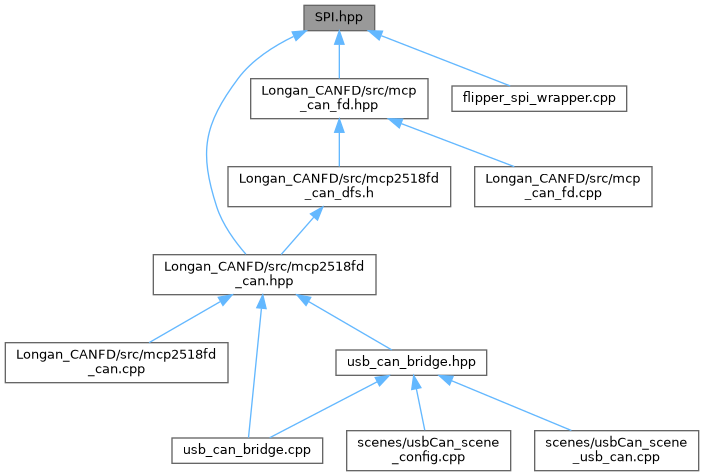 SPI.hpp
Longan_CANFD/src/mcp
_can_fd.hpp
flipper_spi_wrapper.cpp
Longan_CANFD/src/mcp2518fd
_can_dfs.h
Longan_CANFD/src/mcp
_can_fd.cpp
Longan_CANFD/src/mcp2518fd
_can.hpp
Longan_CANFD/src/mcp2518fd
_can.cpp
usb_can_bridge.hpp
usb_can_bridge.cpp
scenes/usbCan_scene
_config.cpp
scenes/usbCan_scene
_usb_can.cpp